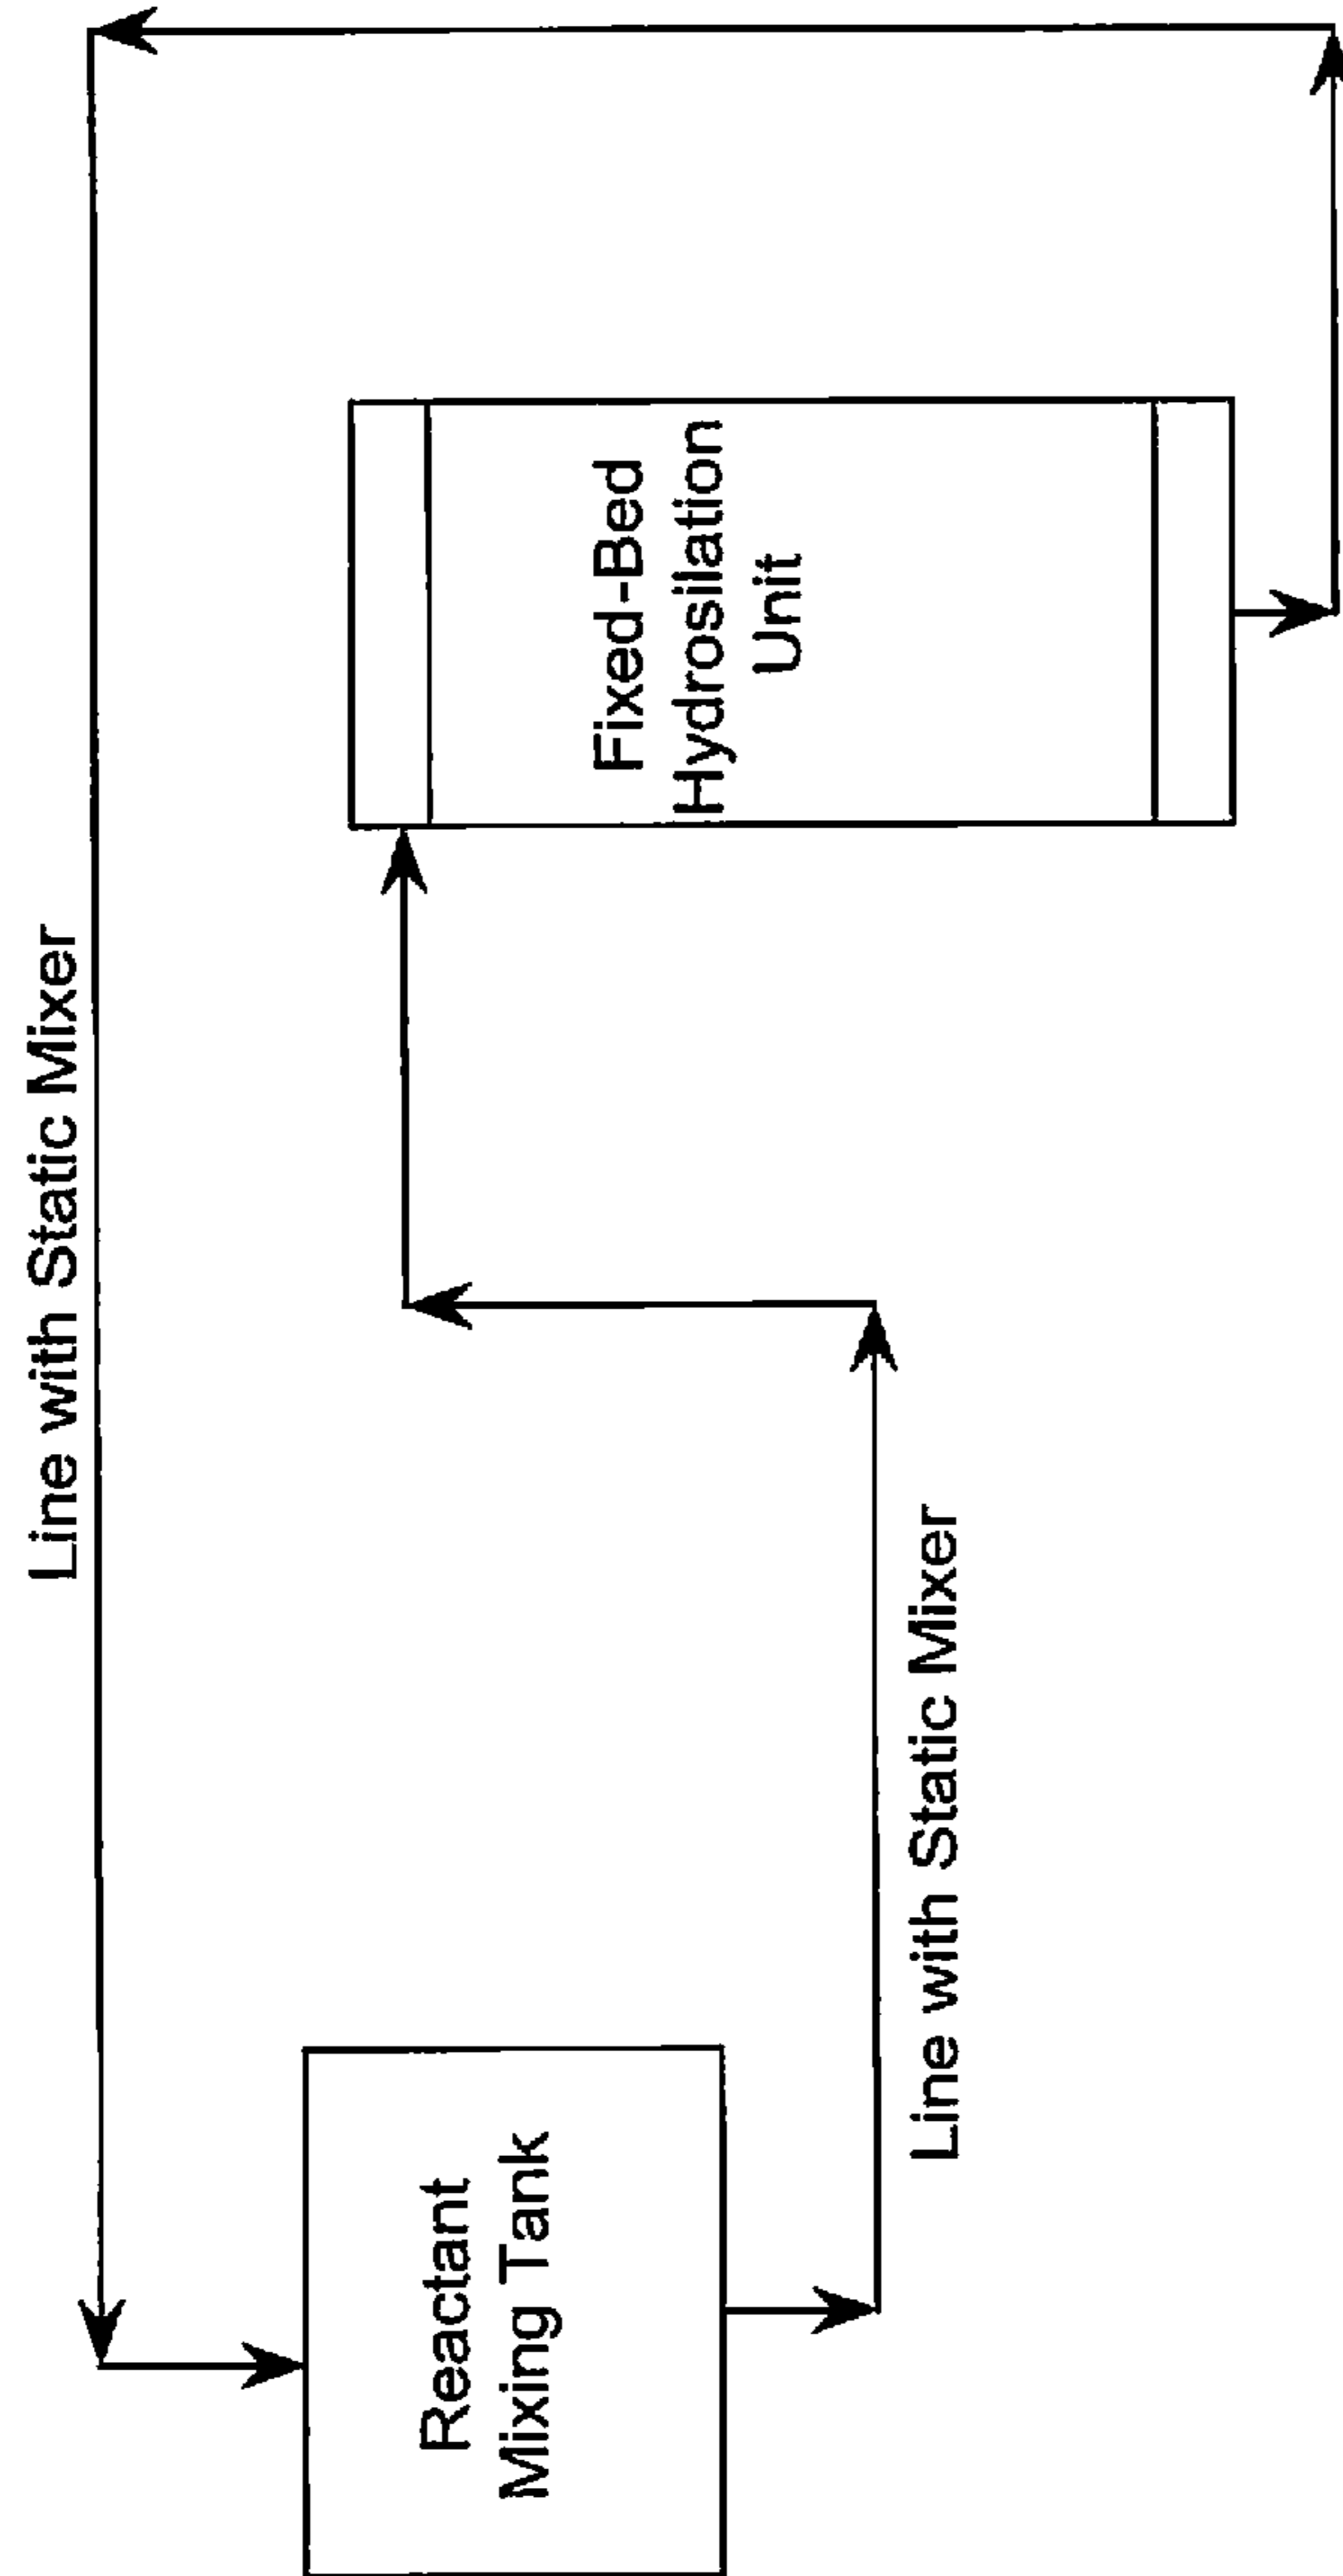 Line with Static Mixer
Reactant
Mixing Tank
Fixed-Bed
Hydrosilation
Unit
Line with Static Mixer